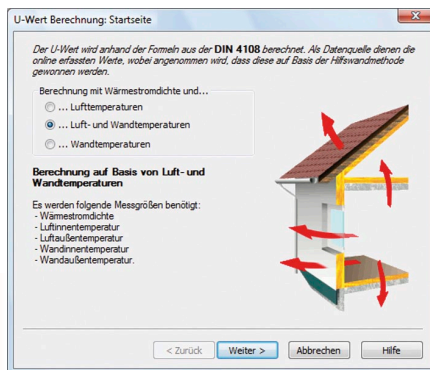 U-Wert Berechnung: Startseite
Der U-Wert wird anhand der Formeln aus der DIN 4108 berechnet. Als Datenquelle dienen die
online erfassten Werte, wobei angenommen wird, dass diese auf Basis der Hilfswandmethode
gewonnen werden.
Berechnung mit Wärmestromdichte und...
... Lufttemperaturen
... Luft- und Wandtemperaturen
... Wandtemperaturen
Berechnung auf Basis von Luft- und
Wandtemperaturen
Es werden folgende Messgrößen benötigt:
- Wärmestromdichte
- Luftinnentemperatur
- Luftaußentemperatur
- Wandinnentemperatur
- Wandaußentemperatur.
< Zurück Weiter > Abbrechen Hilfe